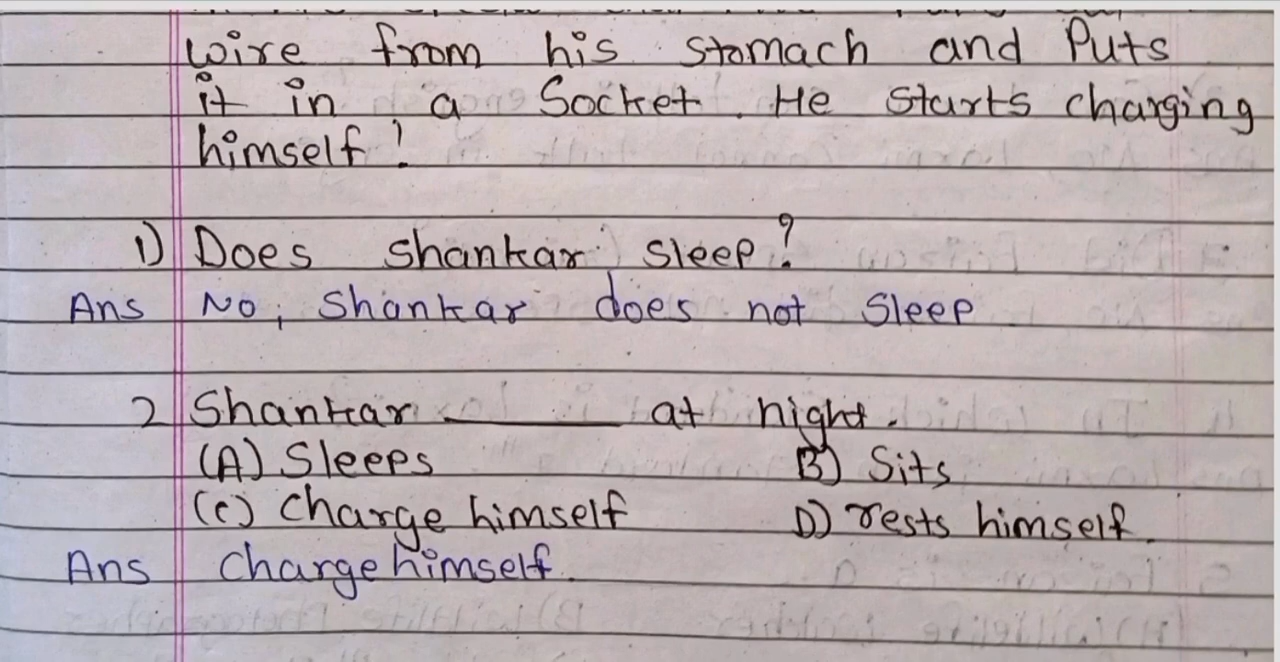 wire from his stomach and Puts
it in a Socket. He starts charging
himself!
1) Does Shankar sleep?
Ans No, Shankar does not Sleep
2 Shankar ______ at night.
(A) Sleeps B) Sits
(c) charge himself D) rests himself.
Ans charge himself.